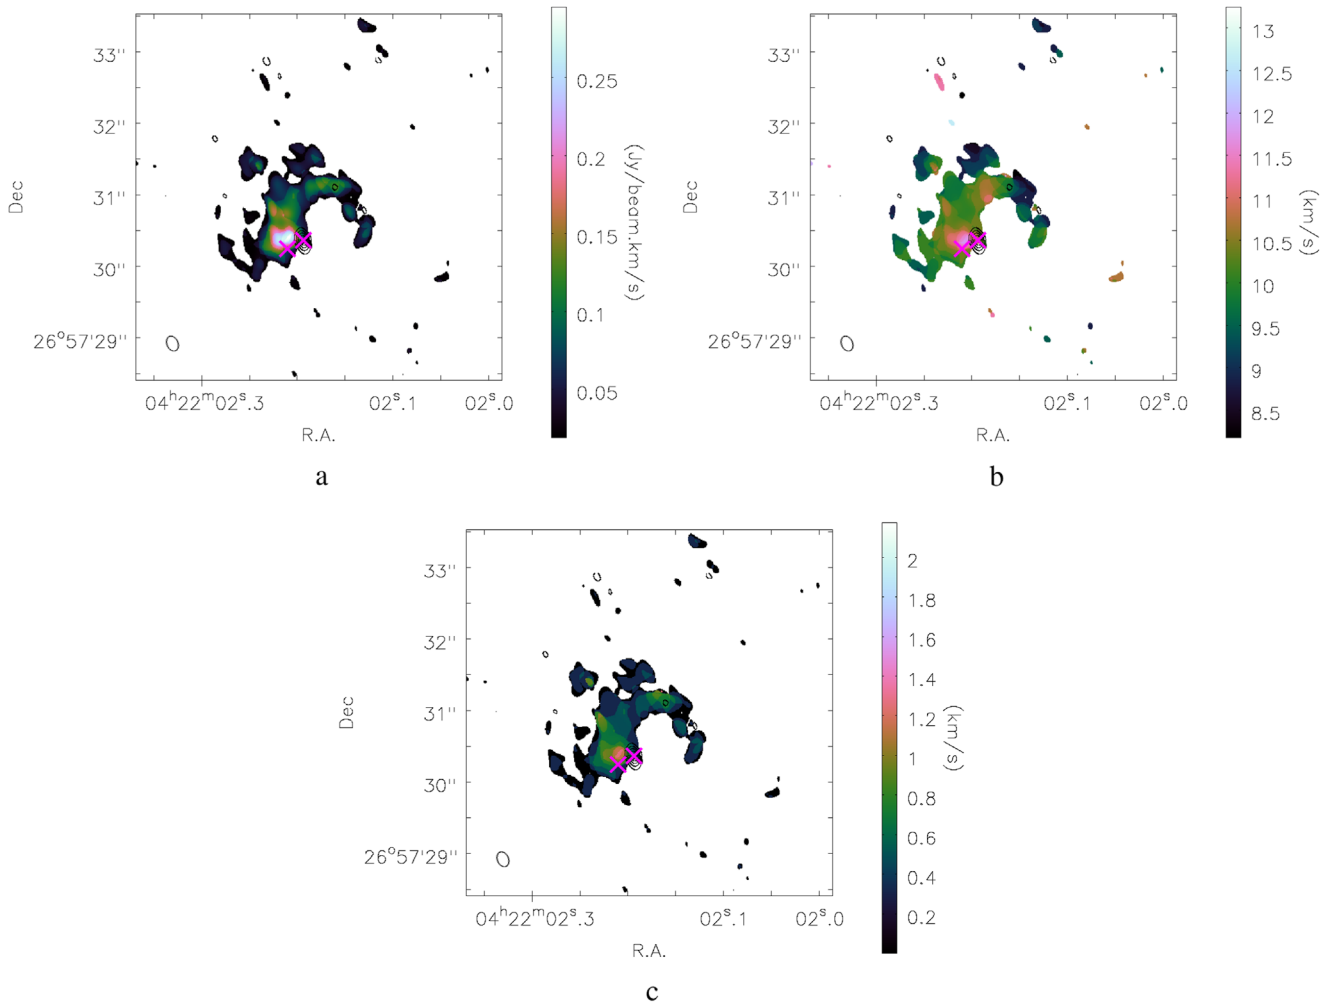 33"
32"
31"
30"
26°57'29"
Dec
04ʰ22ᵐ02ˢ.3
02ˢ.1
02ˢ.0
R.A.
0.25
0.2
0.15
0.1
0.05
(Jy/beam.km/s)
a
33"
32"
31"
30"
26°57'29"
Dec
04ʰ22ᵐ02ˢ.3
02ˢ.1
02ˢ.0
R.A.
13
12.5
12
11.5
11
10.5
10
9.5
9
8.5
(km/s)
b
33"
32"
31"
30"
26°57'29"
Dec
04ʰ22ᵐ02ˢ.3
02ˢ.1
02ˢ.0
R.A.
2
1.8
1.6
1.4
1.2
1
0.8
0.6
0.4
0.2
(km/s)
c